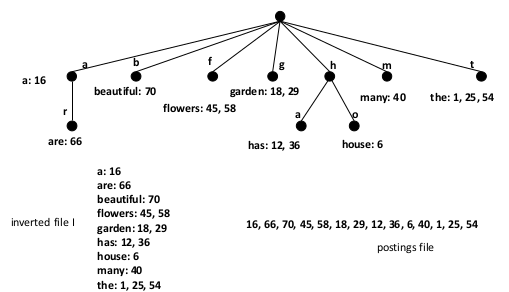 a b f g h m t
a: 16
beautiful: 70
garden: 18, 29
many: 40
the: 1, 25, 54
flowers: 45, 58
r a o
are: 66
has: 12, 36
house: 6
a: 16
are: 66
beautiful: 70
flowers: 45, 58
garden: 18, 29
has: 12, 36
house: 6
many: 40
the: 1, 25, 54
inverted file I
16, 66, 70, 45, 58, 18, 29, 12, 36, 6, 40, 1, 25, 54
postings file